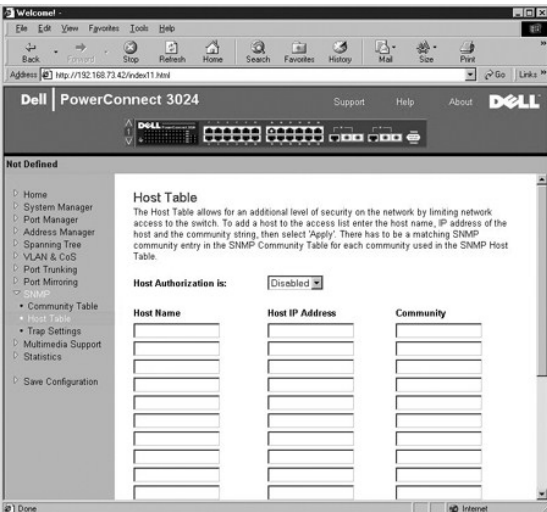 Welcome! -
File Edit View Favorites Tools Help
Back Forward Stop Refresh Home Search Favorites History Mail Size Print
Address http://192.168.73.42/index11.html Go Links
Dell PowerConnect 3024 Support Help About DELL
DELL
Not Defined
Home
System Manager
Port Manager
Address Manager
Spanning Tree
VLAN & CoS
Port Trunking
Port Mirroring
SNMP
Community Table
Host Table
Trap Settings
Multimedia Support
Statistics
Save Configuration
Host Table
The Host Table allows for an additional level of security on the network by limiting network
access to the switch. To add a host to the access list enter the host name, IP address of the
host and the community string, then select 'Apply'. There has to be a matching SNMP
community entry in the SNMP Community Table for each community used in the SNMP Host
Table.
Host Authorization is: Disabled
Host Name Host IP Address Community
Done Internet